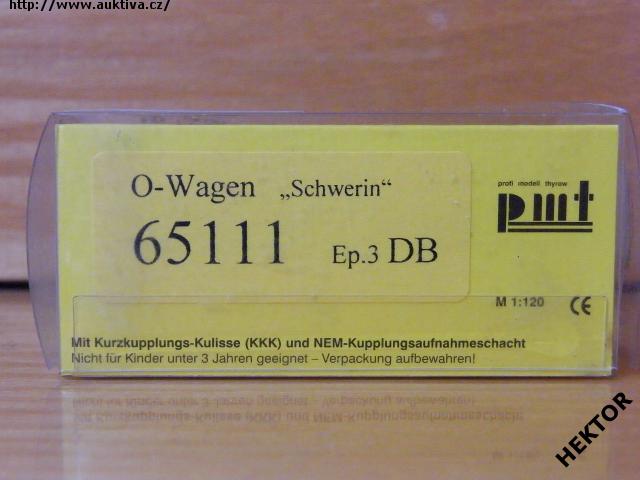 http://www.auktiva.cz/
O-Wagen „Schwerin“
65111 Ep.3 DB
profi modell thyrow
pmt
M 1:120 CE
Mit Kurzkupplungs-Kulisse (KKK) und NEM-Kupplungsaufnahmeschacht
Nicht für Kinder unter 3 Jahren geeignet – Verpackung aufbewahren!
HEKTOR